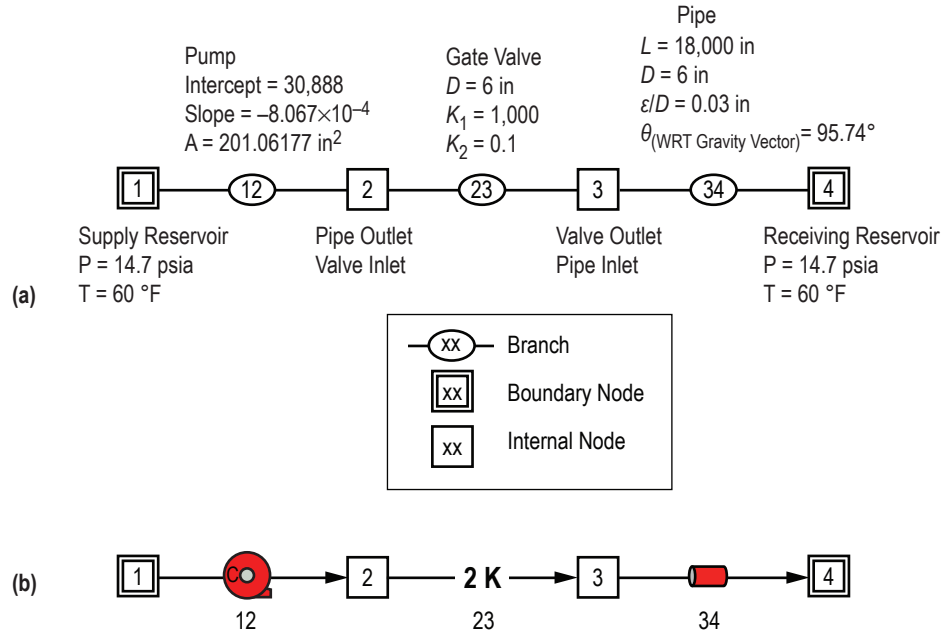 Pump
Intercept = 30,888
Slope = –8.067×10–4
A = 201.06177 in2
Gate Valve
D = 6 in
K1 = 1,000
K2 = 0.1
Pipe
L = 18,000 in
D = 6 in
ε/D = 0.03 in
θ(WRT Gravity Vector) = 95.74°
1
12
2
23
3
34
4
Supply Reservoir
P = 14.7 psia
T = 60 °F
Pipe Outlet
Valve Inlet
Valve Outlet
Pipe Inlet
Receiving Reservoir
P = 14.7 psia
T = 60 °F
(a)
xx Branch
xx Boundary Node
xx Internal Node
(b)
1
C
2
2 K
3
4
12
23
34